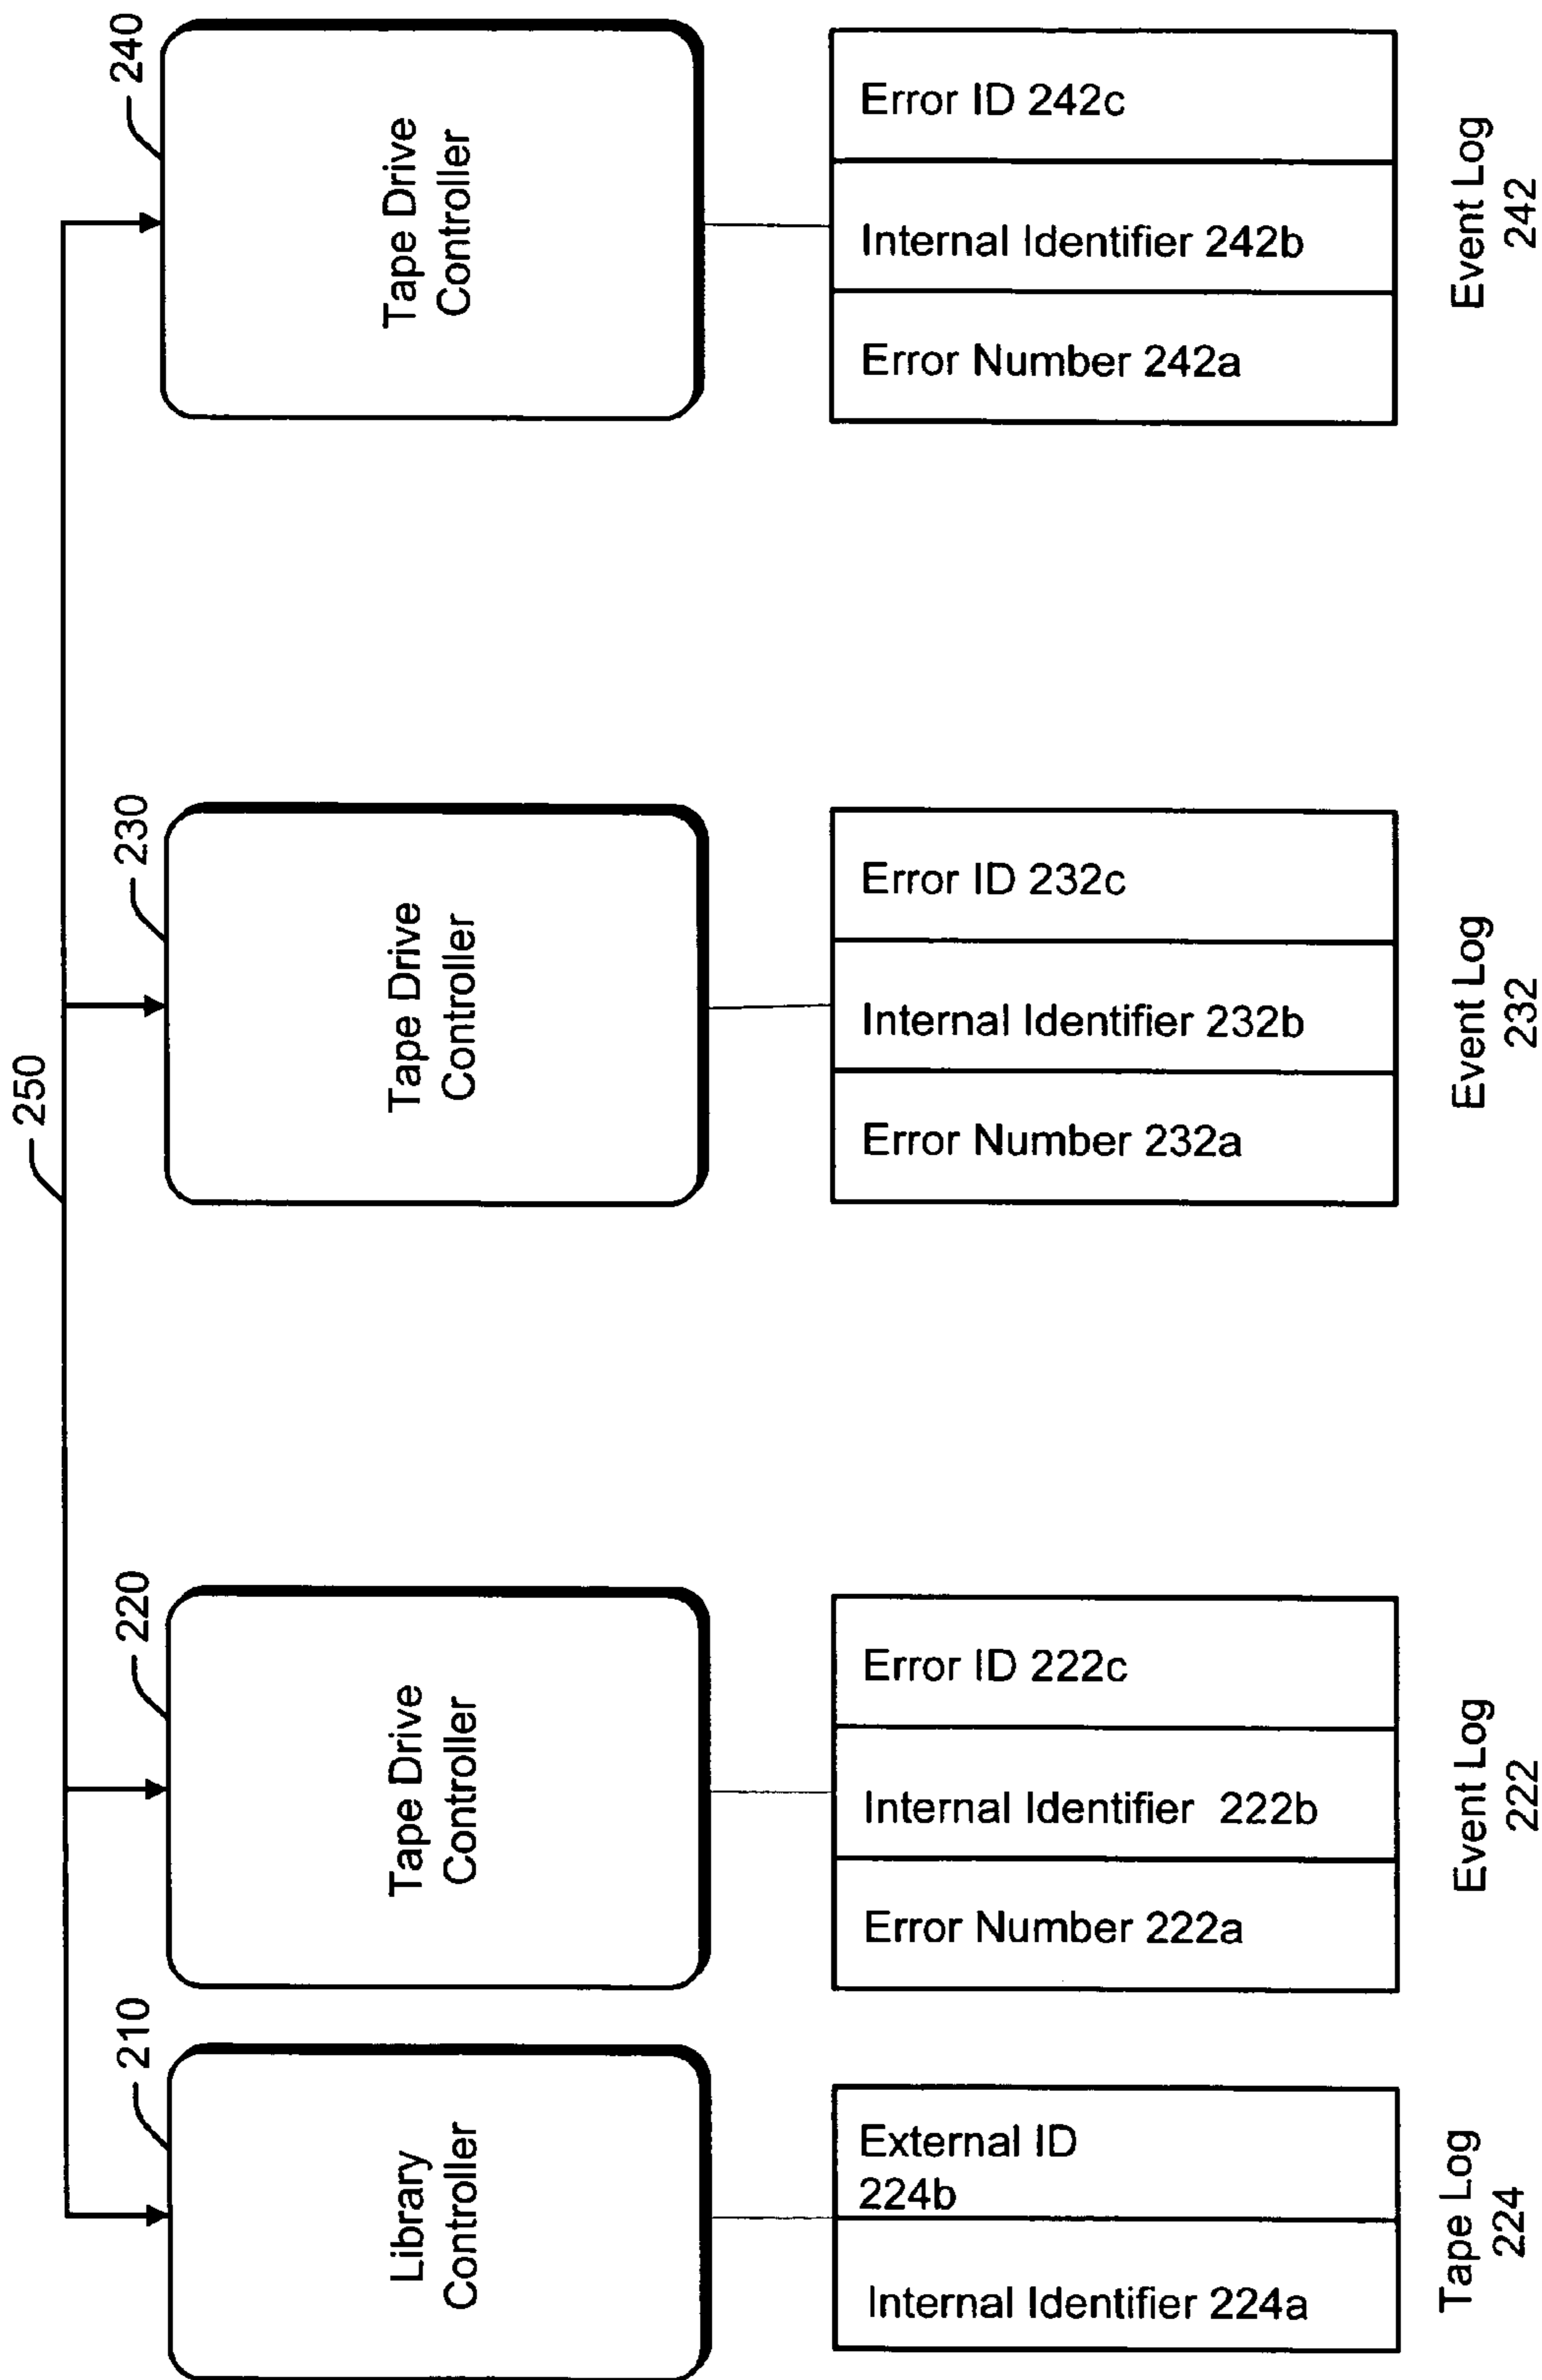 250
210
Library
Controller
220
Tape Drive
Controller
230
Tape Drive
Controller
240
Tape Drive
Controller
Internal Identifier 224a
External ID
224b
Tape Log
224
Error Number 222a
Internal Identifier 222b
Error ID 222c
Event Log
222
Error Number 232a
Internal Identifier 232b
Error ID 232c
Event Log
232
Error Number 242a
Internal Identifier 242b
Error ID 242c
Event Log
242